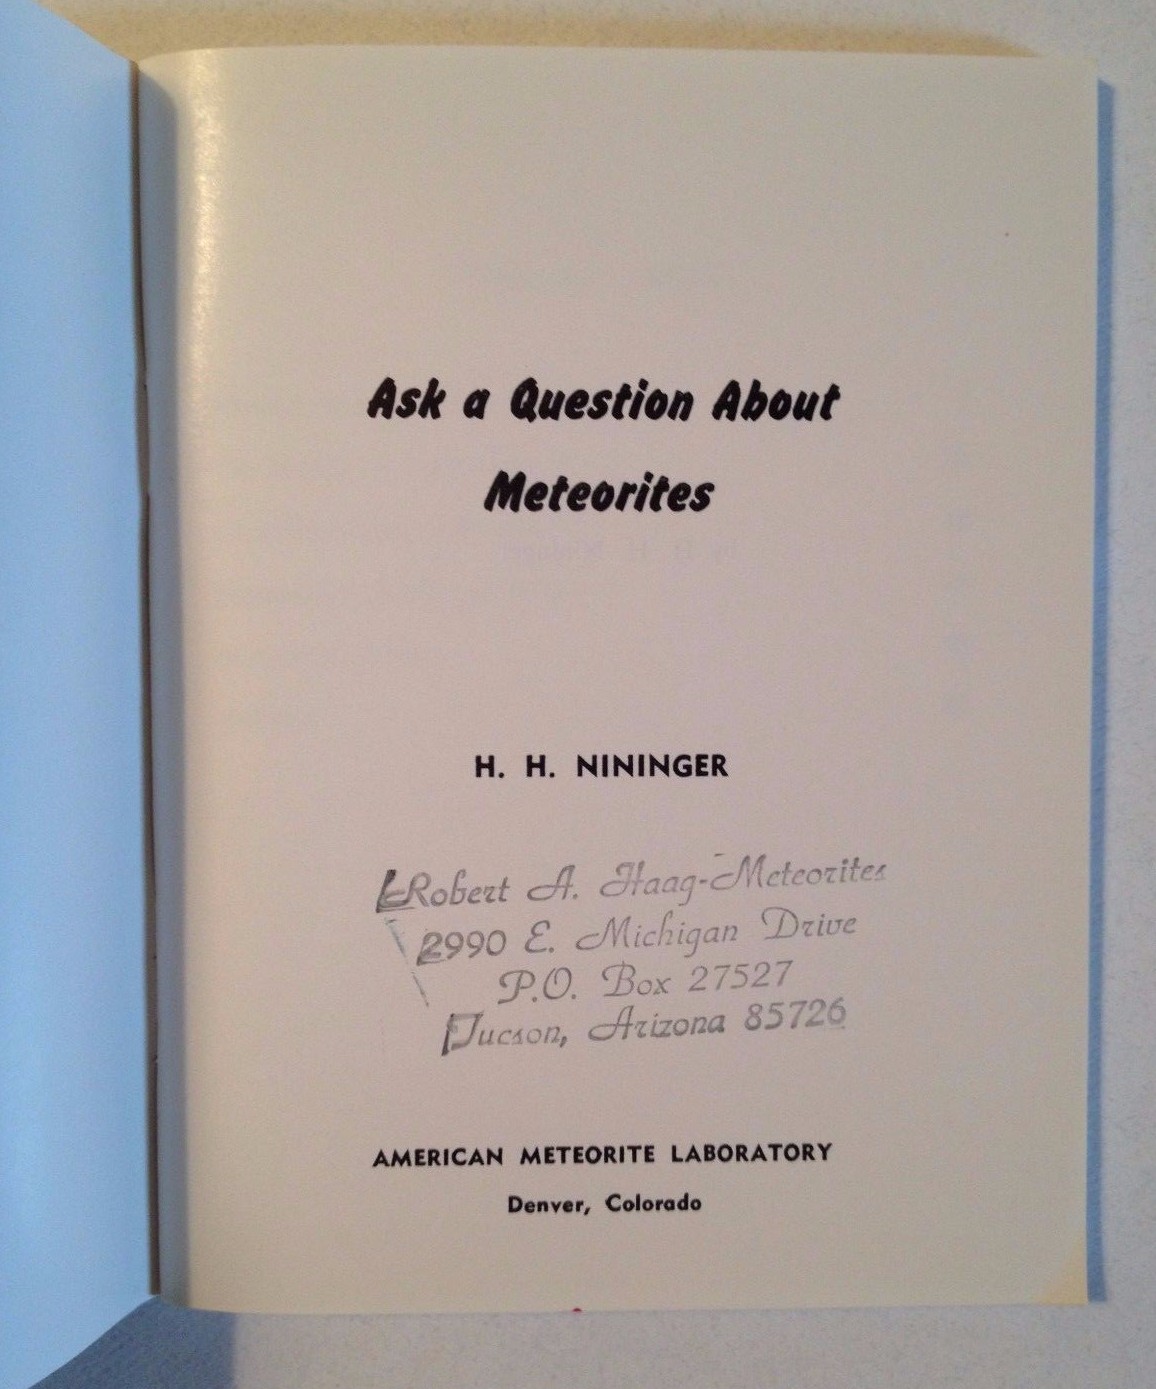 Ask a Question About
Meteorites
H. H. NININGER
Robert A. Haag-Meteorites
2990 E. Michigan Drive
P.O. Box 27527
Tucson, Arizona 85726
AMERICAN METEORITE LABORATORY
Denver, Colorado